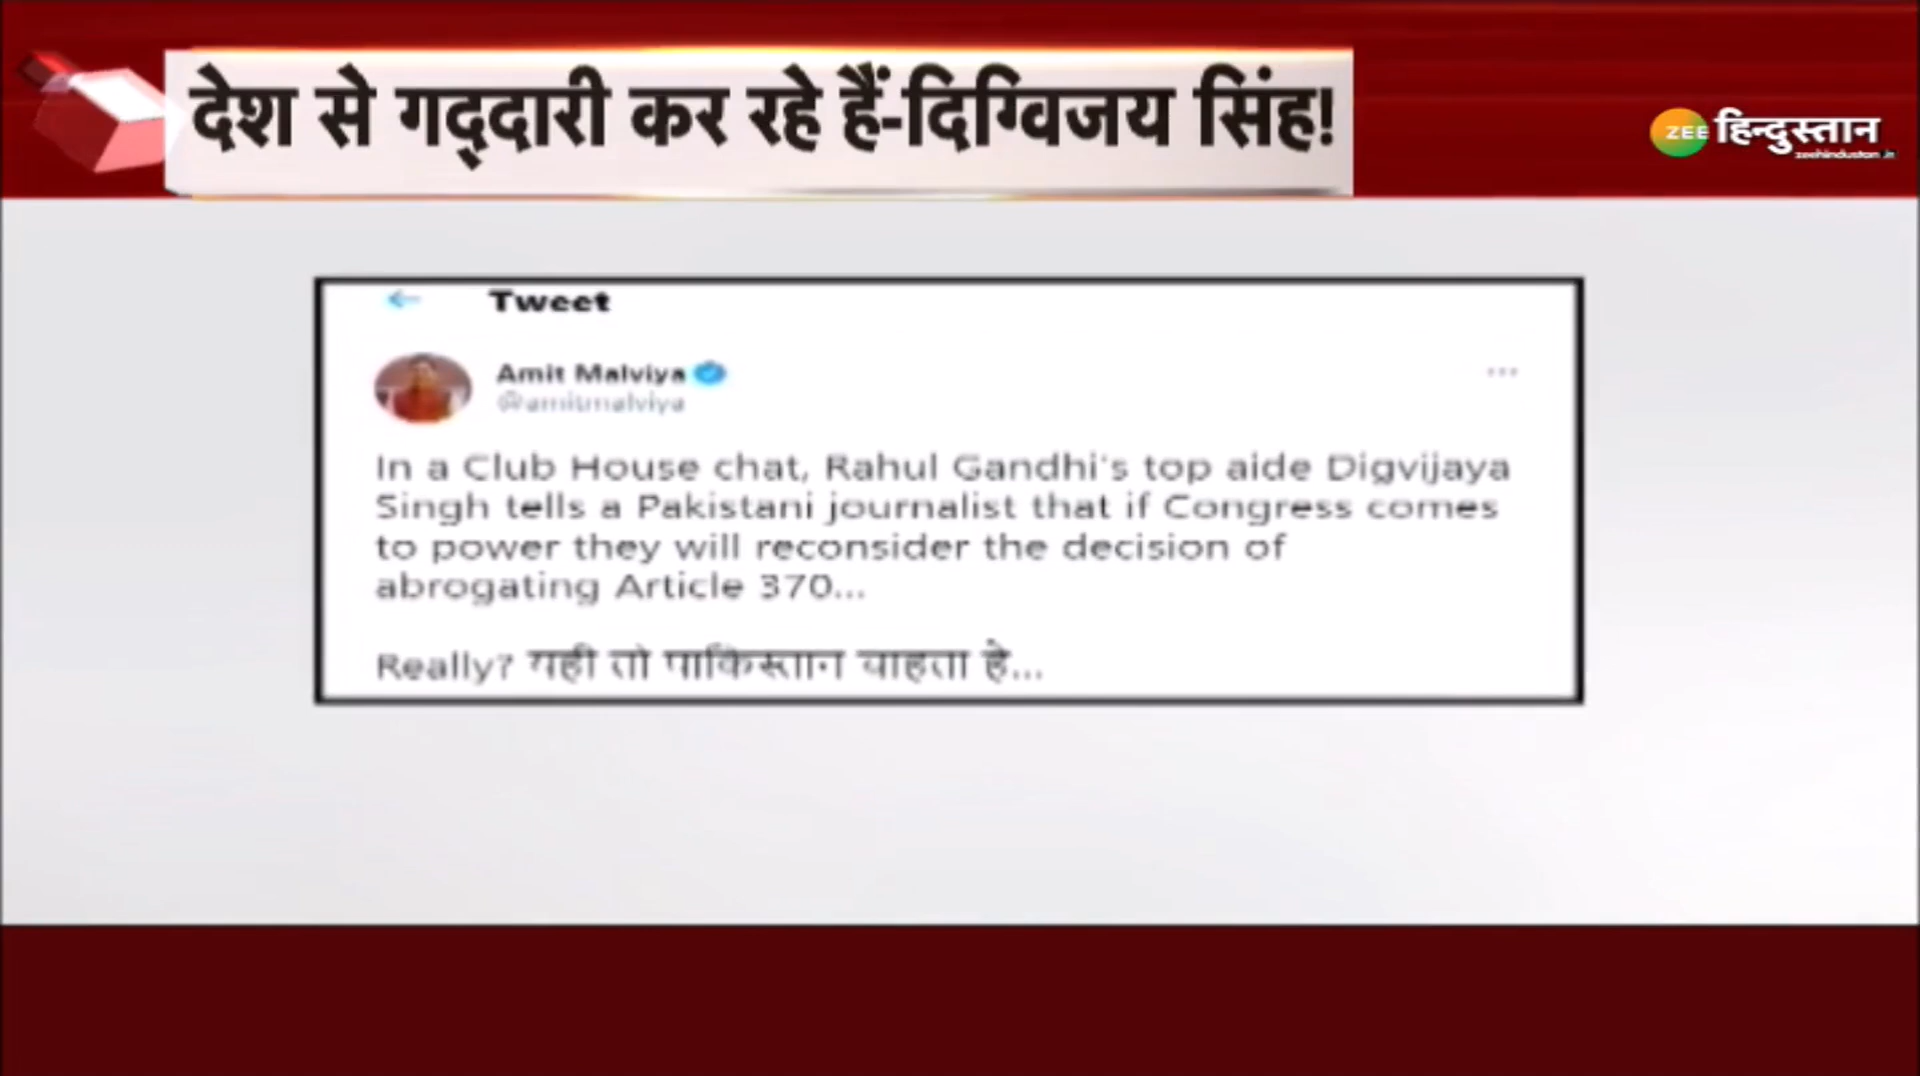 देश से गद्दारी कर रहे हैं-दिग्विजय सिंह!
ZEE हिन्दुस्तान
zeehindustan.in
Tweet
Amit Malviya
@amitmalviya
In a Club House chat, Rahul Gandhi's top aide Digvijaya
Singh tells a Pakistani journalist that if Congress comes
to power they will reconsider the decision of
abrogating Article 370...
Really? यही तो पाकिस्तान चाहता हे...